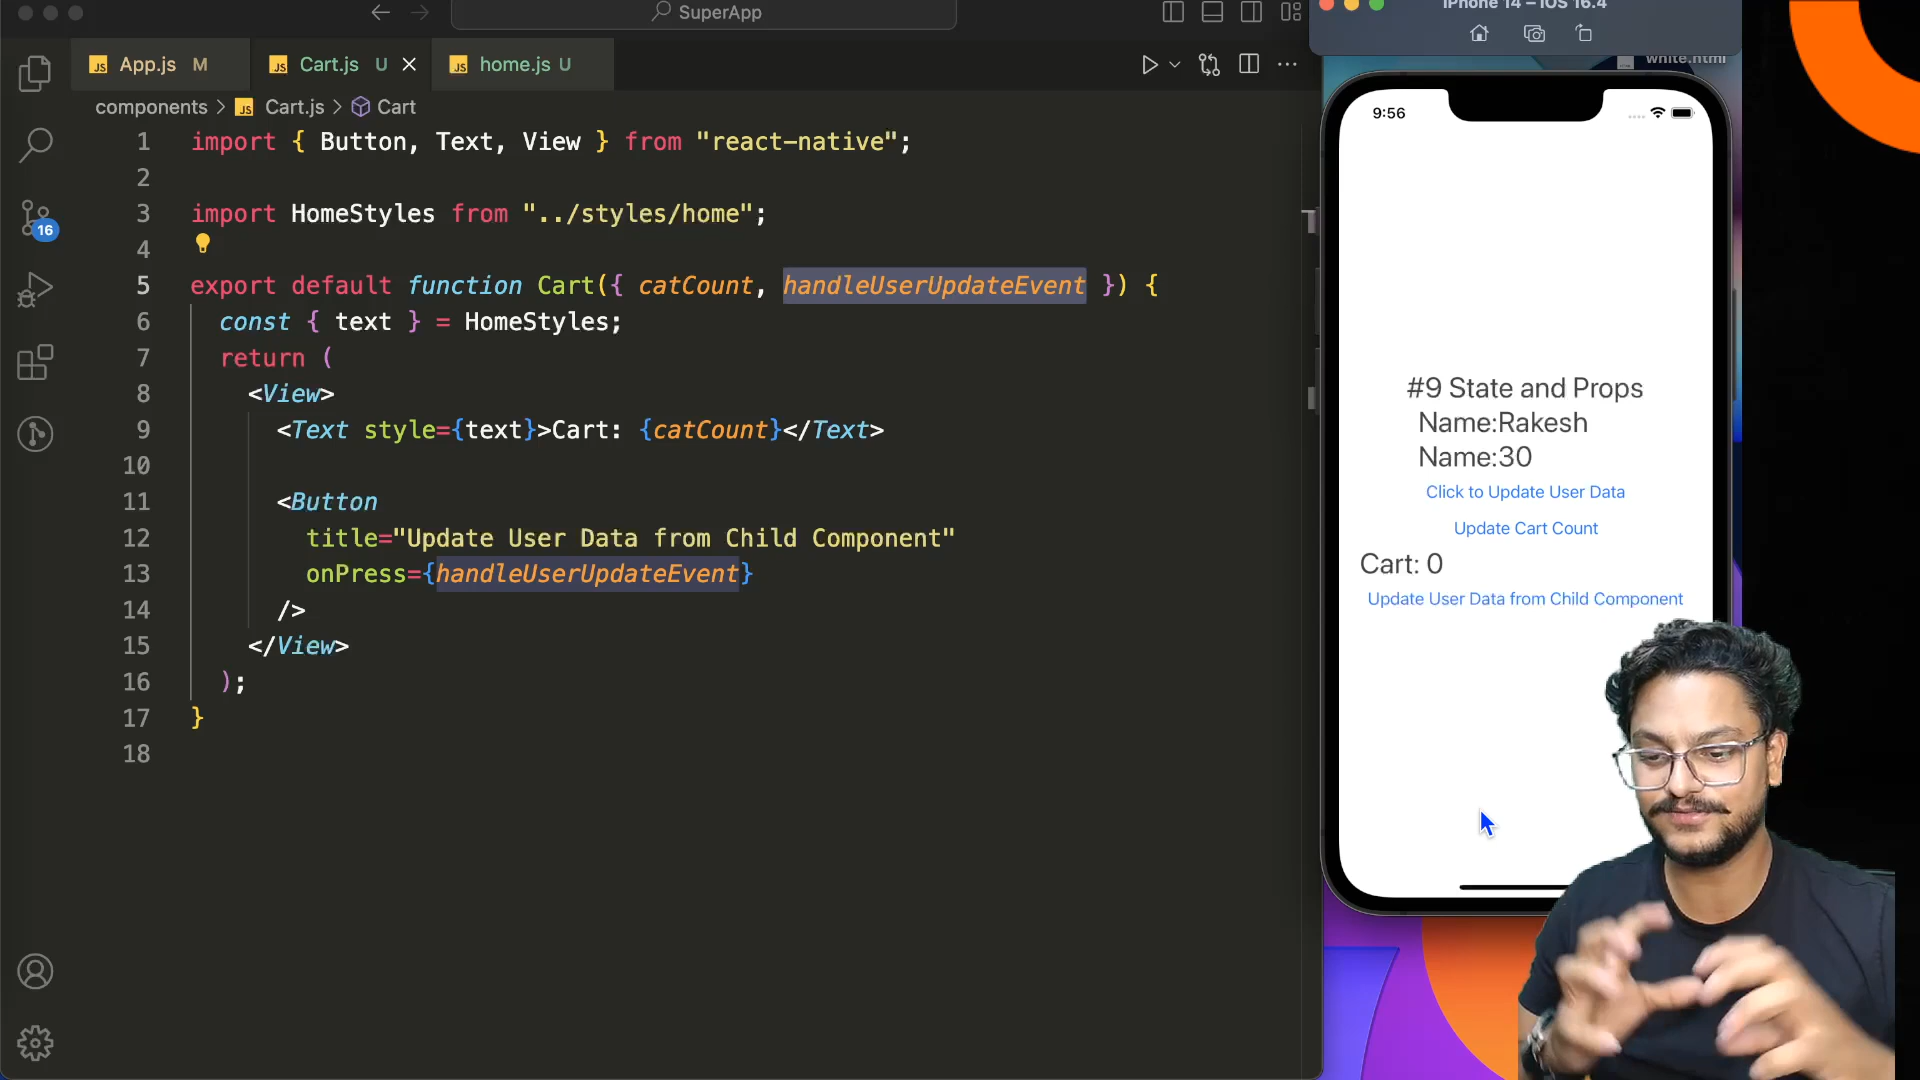 SuperApp
App.js M
Cart.js U
home.js U
components > Cart.js > Cart
1 import { Button, Text, View } from "react-native";
2
3 import HomeStyles from "../styles/home";
4
5 export default function Cart({ catCount, handleUserUpdateEvent }) {
6 const { text } = HomeStyles;
7 return (
8 <View>
9 <Text style={text}>Cart: {catCount}</Text>
10
11 <Button
12 title="Update User Data from Child Component"
13 onPress={handleUserUpdateEvent}
14 />
15 </View>
16 );
17 }
18
16
iPhone 14 – iOS 16.4
white.html
9:56
#9 State and Props
Name:Rakesh
Name:30
Click to Update User Data
Update Cart Count
Cart: 0
Update User Data from Child Component